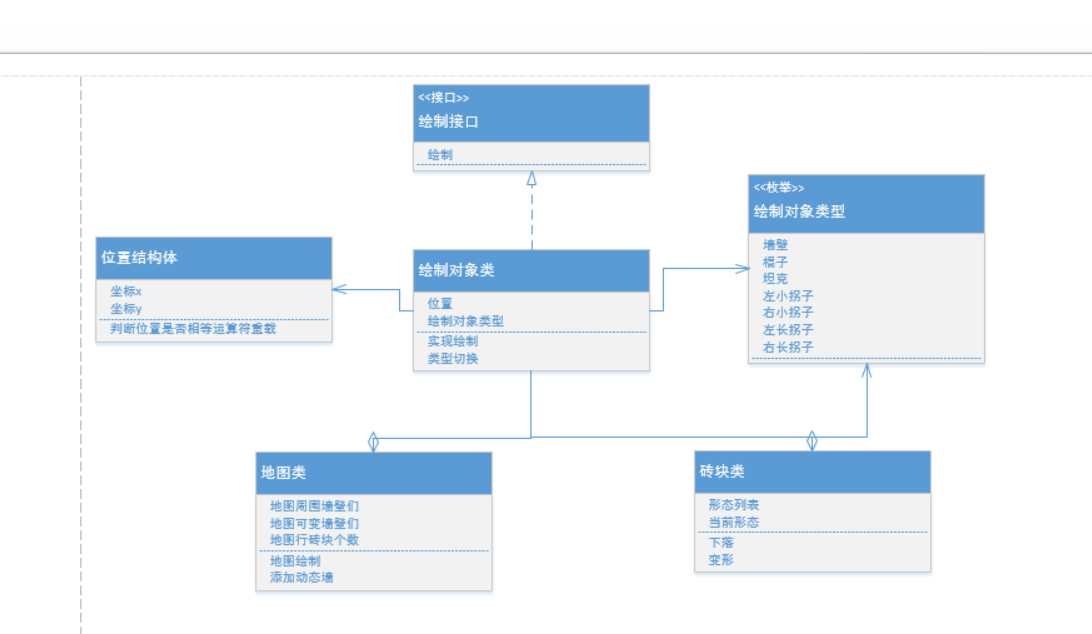 <<接口>>
绘制接口
绘制
<<枚举>>
绘制对象类型
墙壁
棍子
坦克
左小拐子
右小拐子
左长拐子
右长拐子
位置结构体
坐标x
坐标y
判断位置是否相等运算符重载
绘制对象类
位置
绘制对象类型
实现绘制
类型切换
地图类
地图周围墙壁们
地图可变墙壁们
地图行砖块个数
地图绘制
添加动态墙
砖块类
形态列表
当前形态
下落
变形